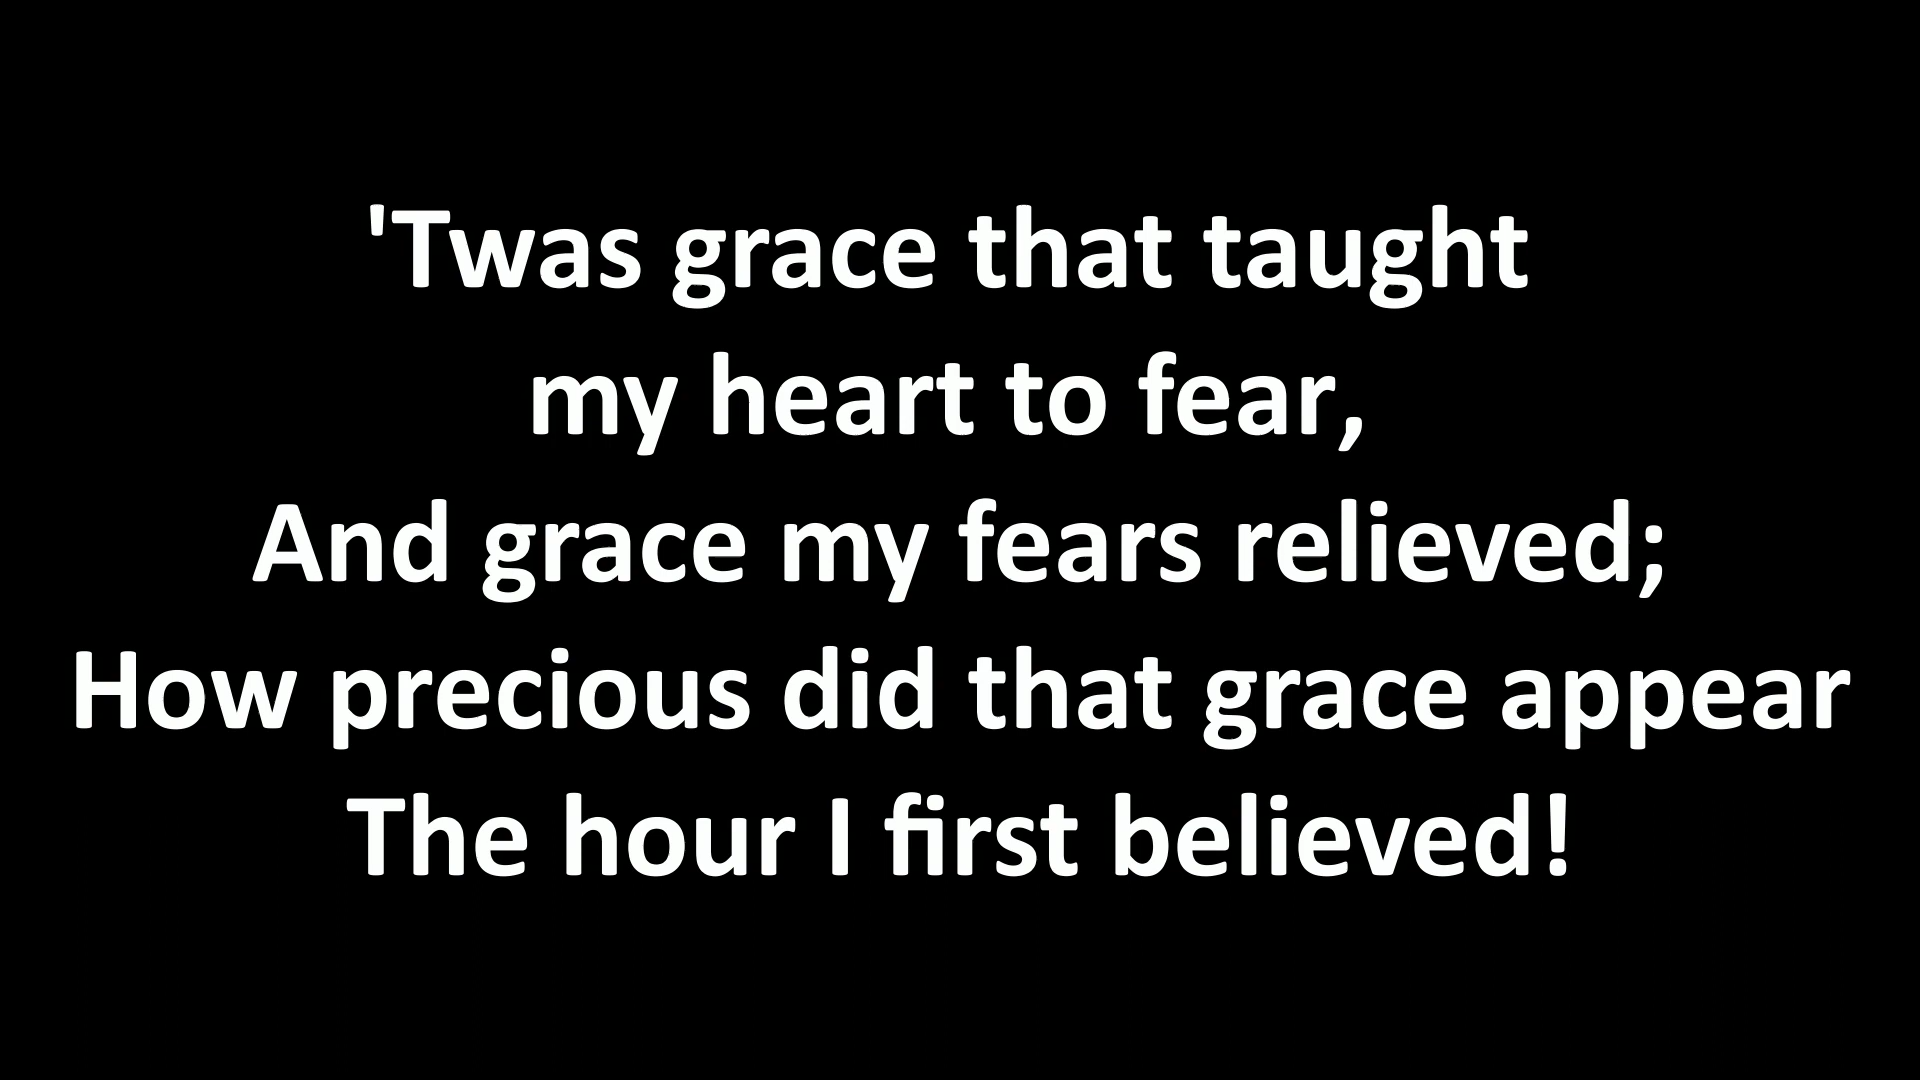 'Twas grace that taught
my heart to fear,
And grace my fears relieved;
How precious did that grace appear
The hour I first believed!